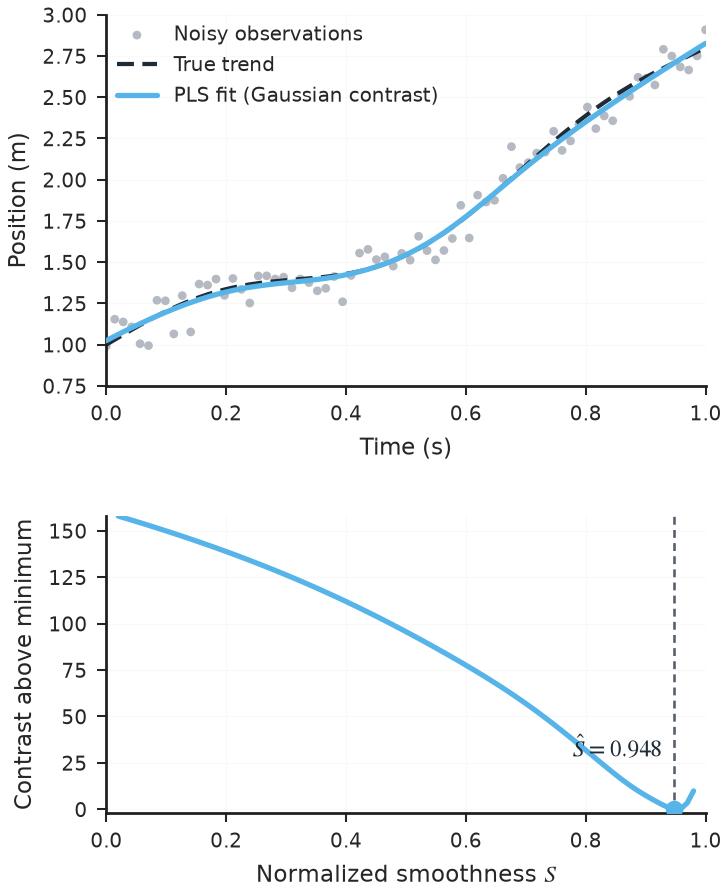 3.00
2.75
2.50
2.25
2.00
1.75
1.50
1.25
1.00
0.75
Position (m)
Noisy observations
True trend
PLS fit (Gaussian contrast)
0.0 0.2 0.4 0.6 0.8 1.0
Time (s)
150
125
100
75
50
25
0
Contrast above minimum
Ŝ = 0.948
0.0 0.2 0.4 0.6 0.8 1.0
Normalized smoothness S